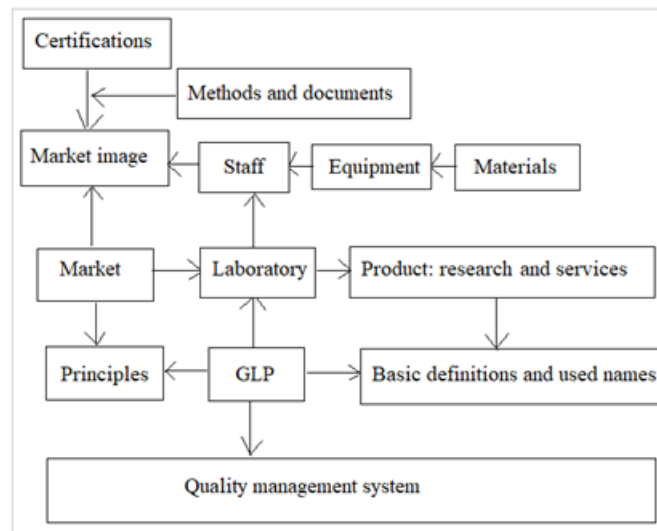 Certifications
Methods and documents
Market image
Staff
Equipment
Materials
Market
Laboratory
Product: research and services
Principles
GLP
Basic definitions and used names
Quality management system